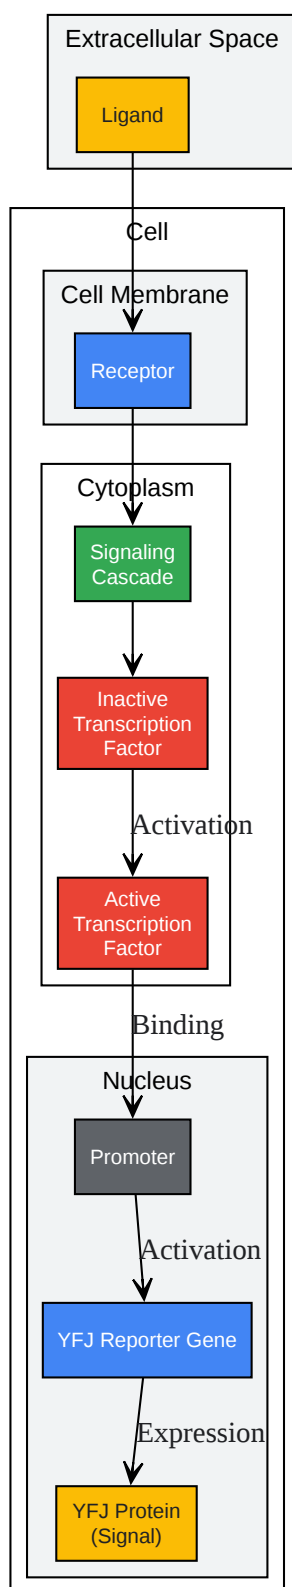 Extracellular Space
Ligand
Cell
Cell Membrane
Receptor
Cytoplasm
Signaling
Cascade
Inactive
Transcription
Factor
Activation
Active
Transcription
Factor
Binding
Nucleus
Promoter
Activation
YFJ Reporter Gene
Expression
YFJ Protein
(Signal)